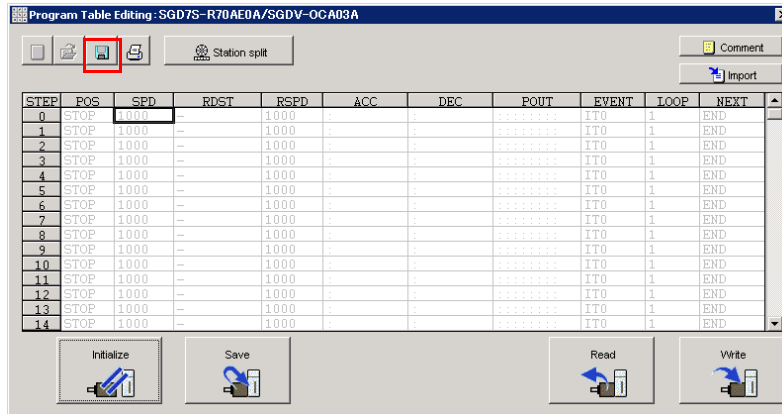 Program Table Editing : SGD7S-R70AE0A/SGDV-OCA03A
Station split
Comment
Import
STEP POS SPD RDST RSPD ACC DEC POUT EVENT LOOP NEXT
0 STOP 1000 – 1000 : : :::::::: IT0 1 END
1 STOP 1000 – 1000 : : :::::::: IT0 1 END
2 STOP 1000 – 1000 : : :::::::: IT0 1 END
3 STOP 1000 – 1000 : : :::::::: IT0 1 END
4 STOP 1000 – 1000 : : :::::::: IT0 1 END
5 STOP 1000 – 1000 : : :::::::: IT0 1 END
6 STOP 1000 – 1000 : : :::::::: IT0 1 END
7 STOP 1000 – 1000 : : :::::::: IT0 1 END
8 STOP 1000 – 1000 : : :::::::: IT0 1 END
9 STOP 1000 – 1000 : : :::::::: IT0 1 END
10 STOP 1000 – 1000 : : :::::::: IT0 1 END
11 STOP 1000 – 1000 : : :::::::: IT0 1 END
12 STOP 1000 – 1000 : : :::::::: IT0 1 END
13 STOP 1000 – 1000 : : :::::::: IT0 1 END
14 STOP 1000 – 1000 : : :::::::: IT0 1 END
Initialize Save Read Write